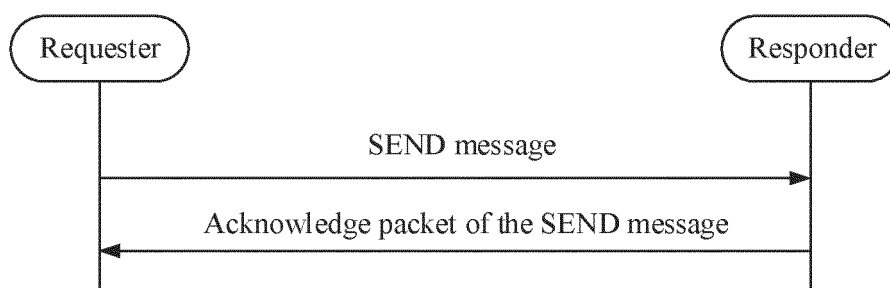 Requester
Responder
SEND message
Acknowledge packet of the SEND message